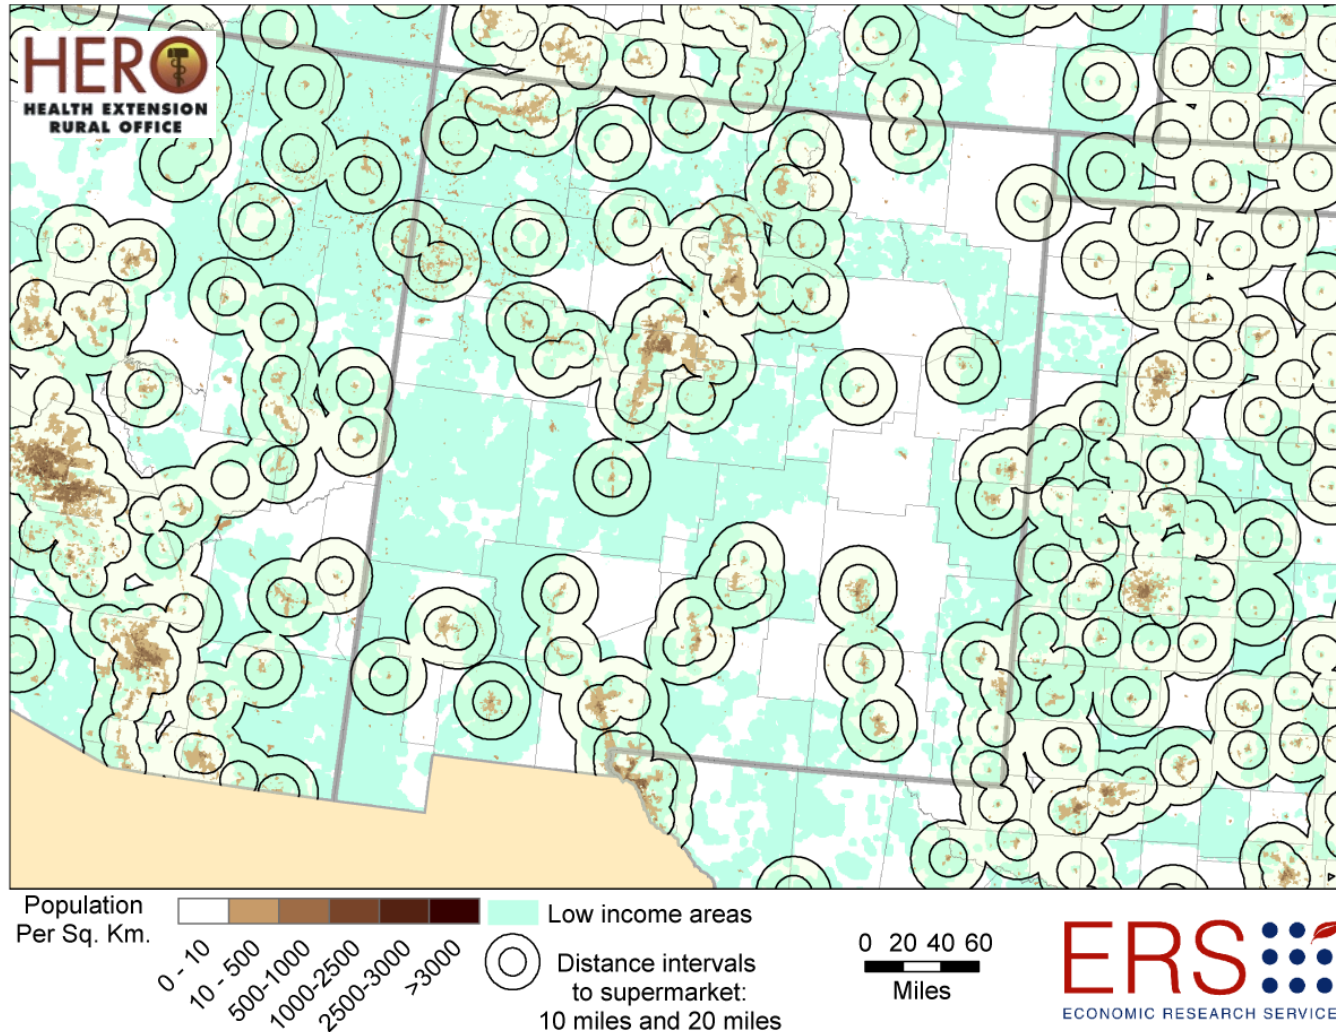 HERO
HEALTH EXTENSION
RURAL OFFICE
Population
Per Sq. Km.
0 - 10
10 - 500
500-1000
1000-2500
2500-3000
>3000
Low income areas
Distance intervals
to supermarket:
10 miles and 20 miles
0 20 40 60
Miles
ERS
ECONOMIC RESEARCH SERVICE